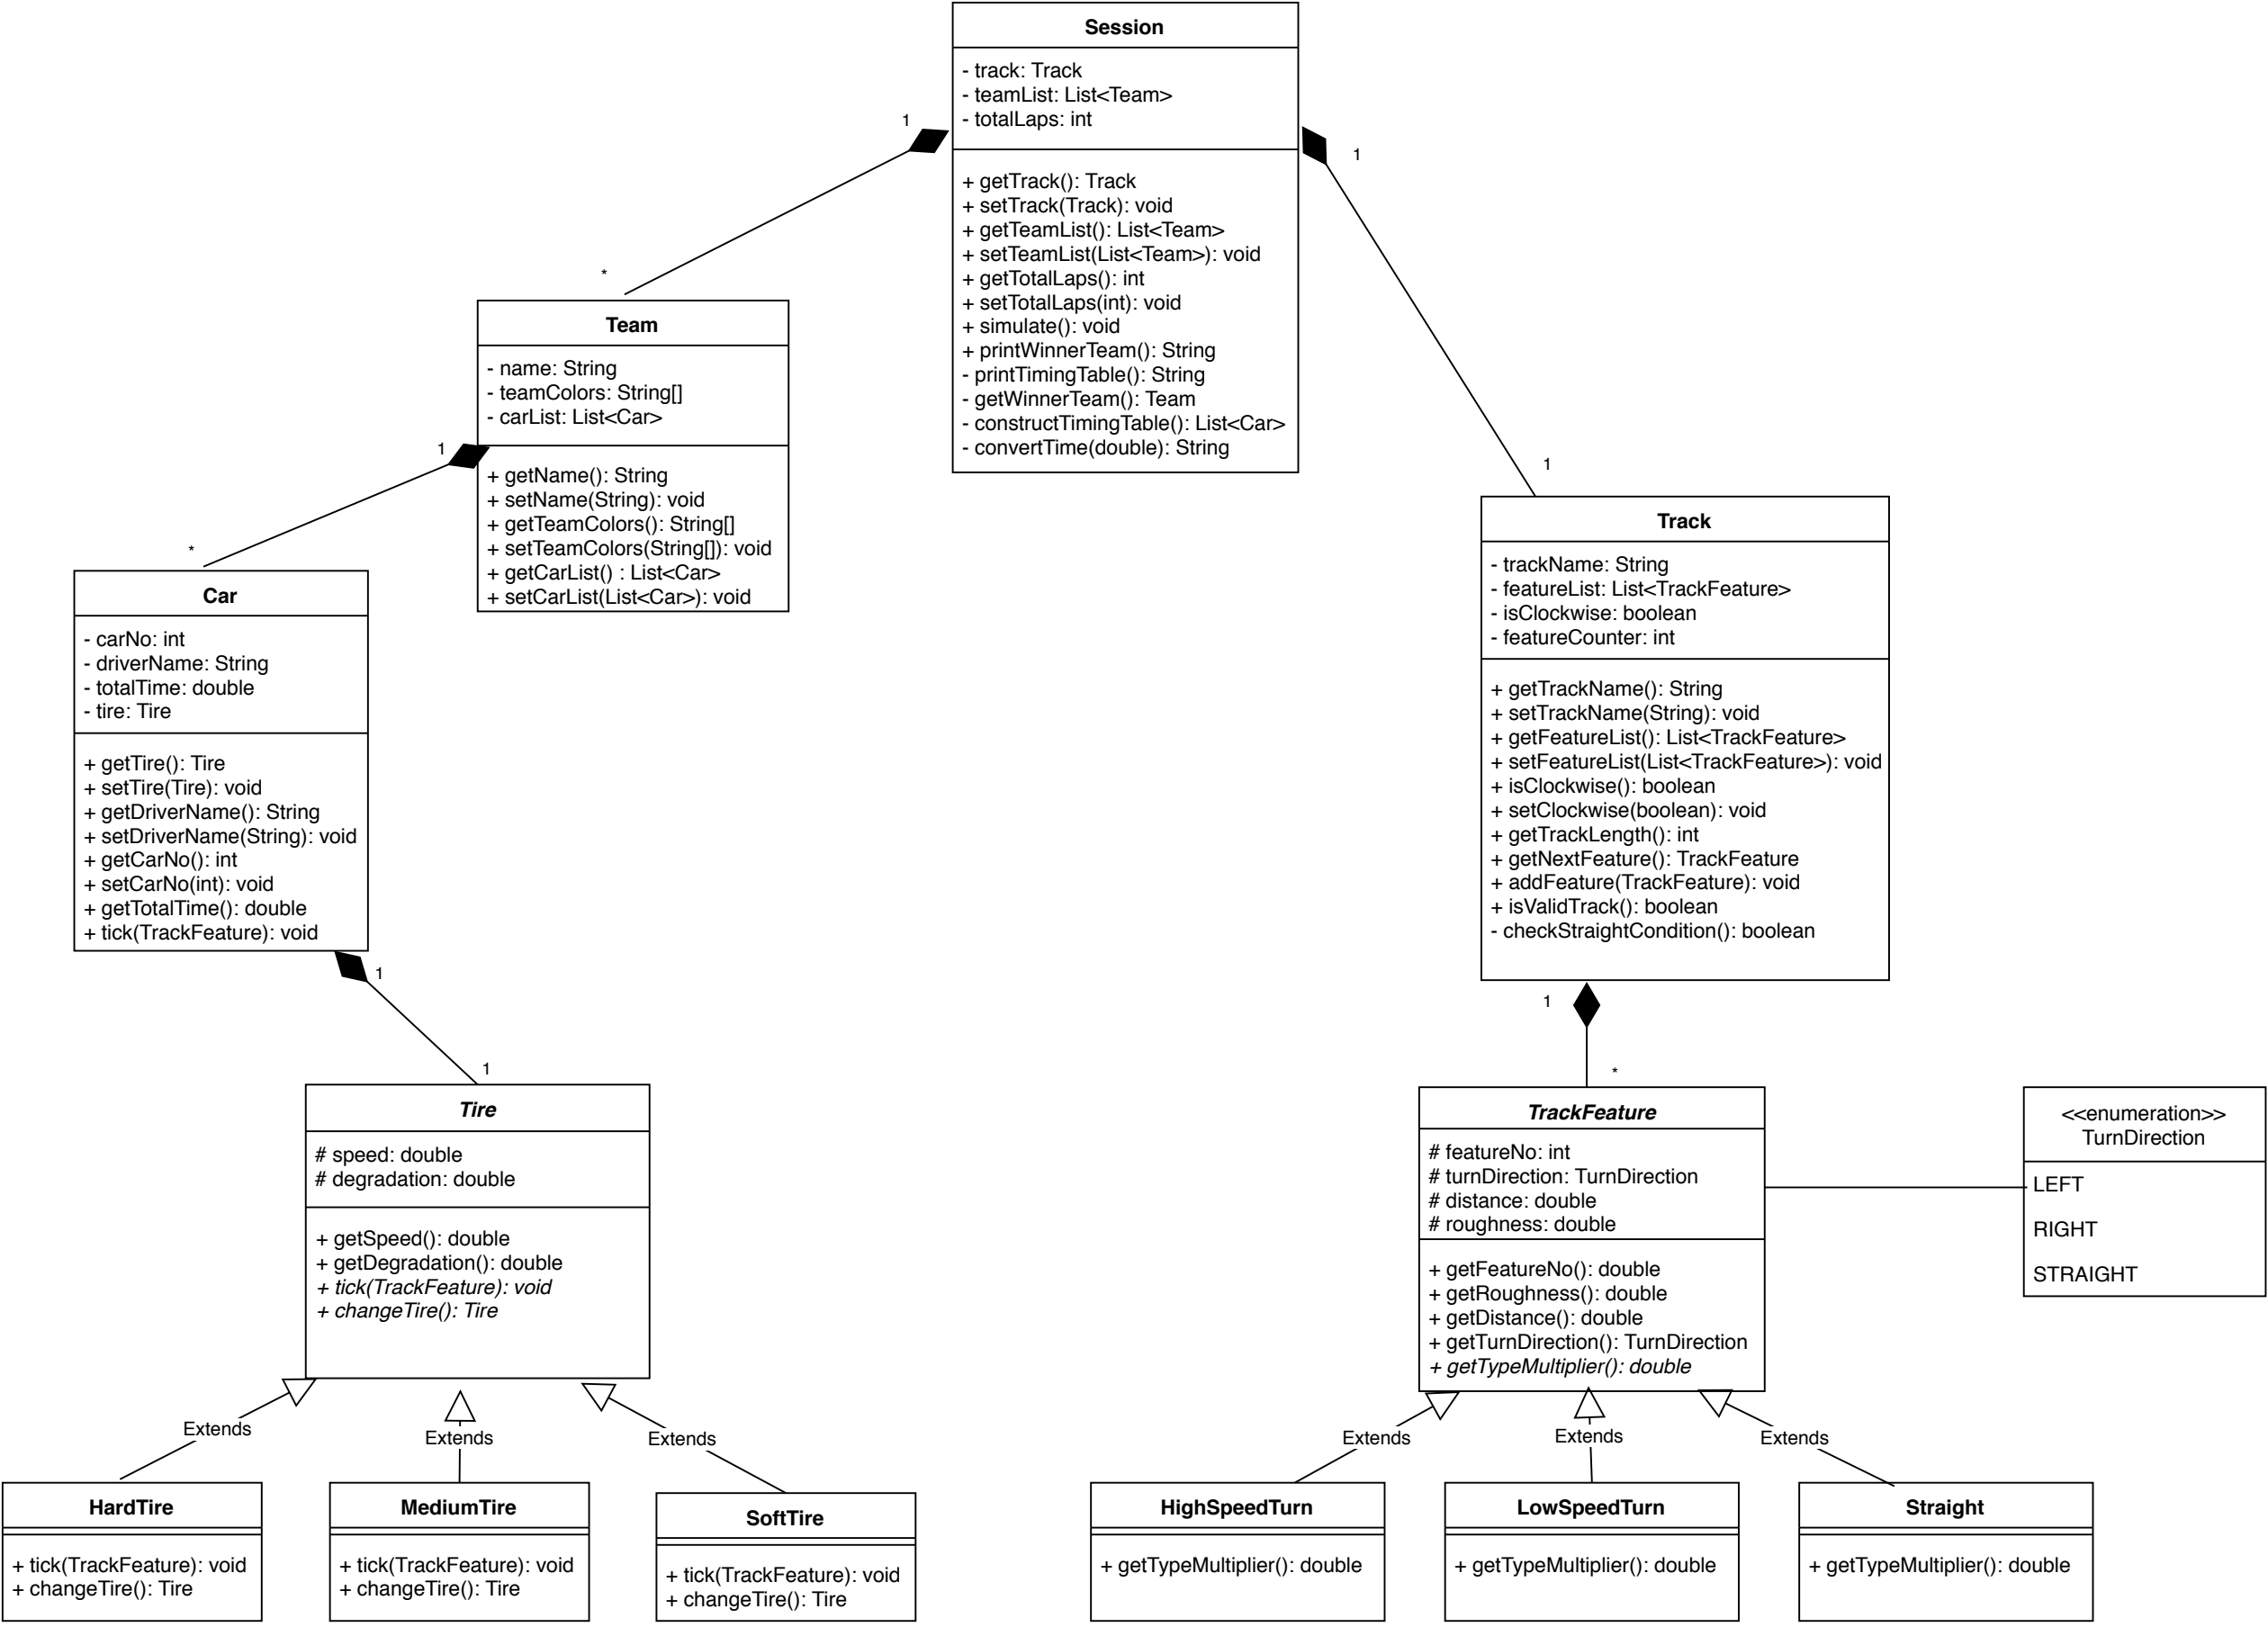 Session
- track: Track
- teamList: List<Team>
- totalLaps: int
+ getTrack(): Track
+ setTrack(Track): void
+ getTeamList(): List<Team>
+ setTeamList(List<Team>): void
+ getTotalLaps(): int
+ setTotalLaps(int): void
+ simulate(): void
+ printWinnerTeam(): String
- printTimingTable(): String
- getWinnerTeam(): Team
- constructTimingTable(): List<Car>
- convertTime(double): String
1
*
1
1
Team
- name: String
- teamColors: String[]
- carList: List<Car>
+ getName(): String
+ setName(String): void
+ getTeamColors(): String[]
+ setTeamColors(String[]): void
+ getCarList() : List<Car>
+ setCarList(List<Car>): void
1
*
Car
- carNo: int
- driverName: String
- totalTime: double
- tire: Tire
+ getTire(): Tire
+ setTire(Tire): void
+ getDriverName(): String
+ setDriverName(String): void
+ getCarNo(): int
+ setCarNo(int): void
+ getTotalTime(): double
+ tick(TrackFeature): void
1
1
Track
- trackName: String
- featureList: List<TrackFeature>
- isClockwise: boolean
- featureCounter: int
+ getTrackName(): String
+ setTrackName(String): void
+ getFeatureList(): List<TrackFeature>
+ setFeatureList(List<TrackFeature>): void
+ isClockwise(): boolean
+ setClockwise(boolean): void
+ getTrackLength(): int
+ getNextFeature(): TrackFeature
+ addFeature(TrackFeature): void
+ isValidTrack(): boolean
- checkStraightCondition(): boolean
1
*
Tire
# speed: double
# degradation: double
+ getSpeed(): double
+ getDegradation(): double
+ tick(TrackFeature): void
+ changeTire(): Tire
TrackFeature
# featureNo: int
# turnDirection: TurnDirection
# distance: double
# roughness: double
+ getFeatureNo(): double
+ getRoughness(): double
+ getDistance(): double
+ getTurnDirection(): TurnDirection
+ getTypeMultiplier(): double
<<enumeration>>
TurnDirection
LEFT
RIGHT
STRAIGHT
Extends
Extends
Extends
Extends
Extends
Extends
HardTire
+ tick(TrackFeature): void
+ changeTire(): Tire
MediumTire
+ tick(TrackFeature): void
+ changeTire(): Tire
SoftTire
+ tick(TrackFeature): void
+ changeTire(): Tire
HighSpeedTurn
+ getTypeMultiplier(): double
LowSpeedTurn
+ getTypeMultiplier(): double
Straight
+ getTypeMultiplier(): double